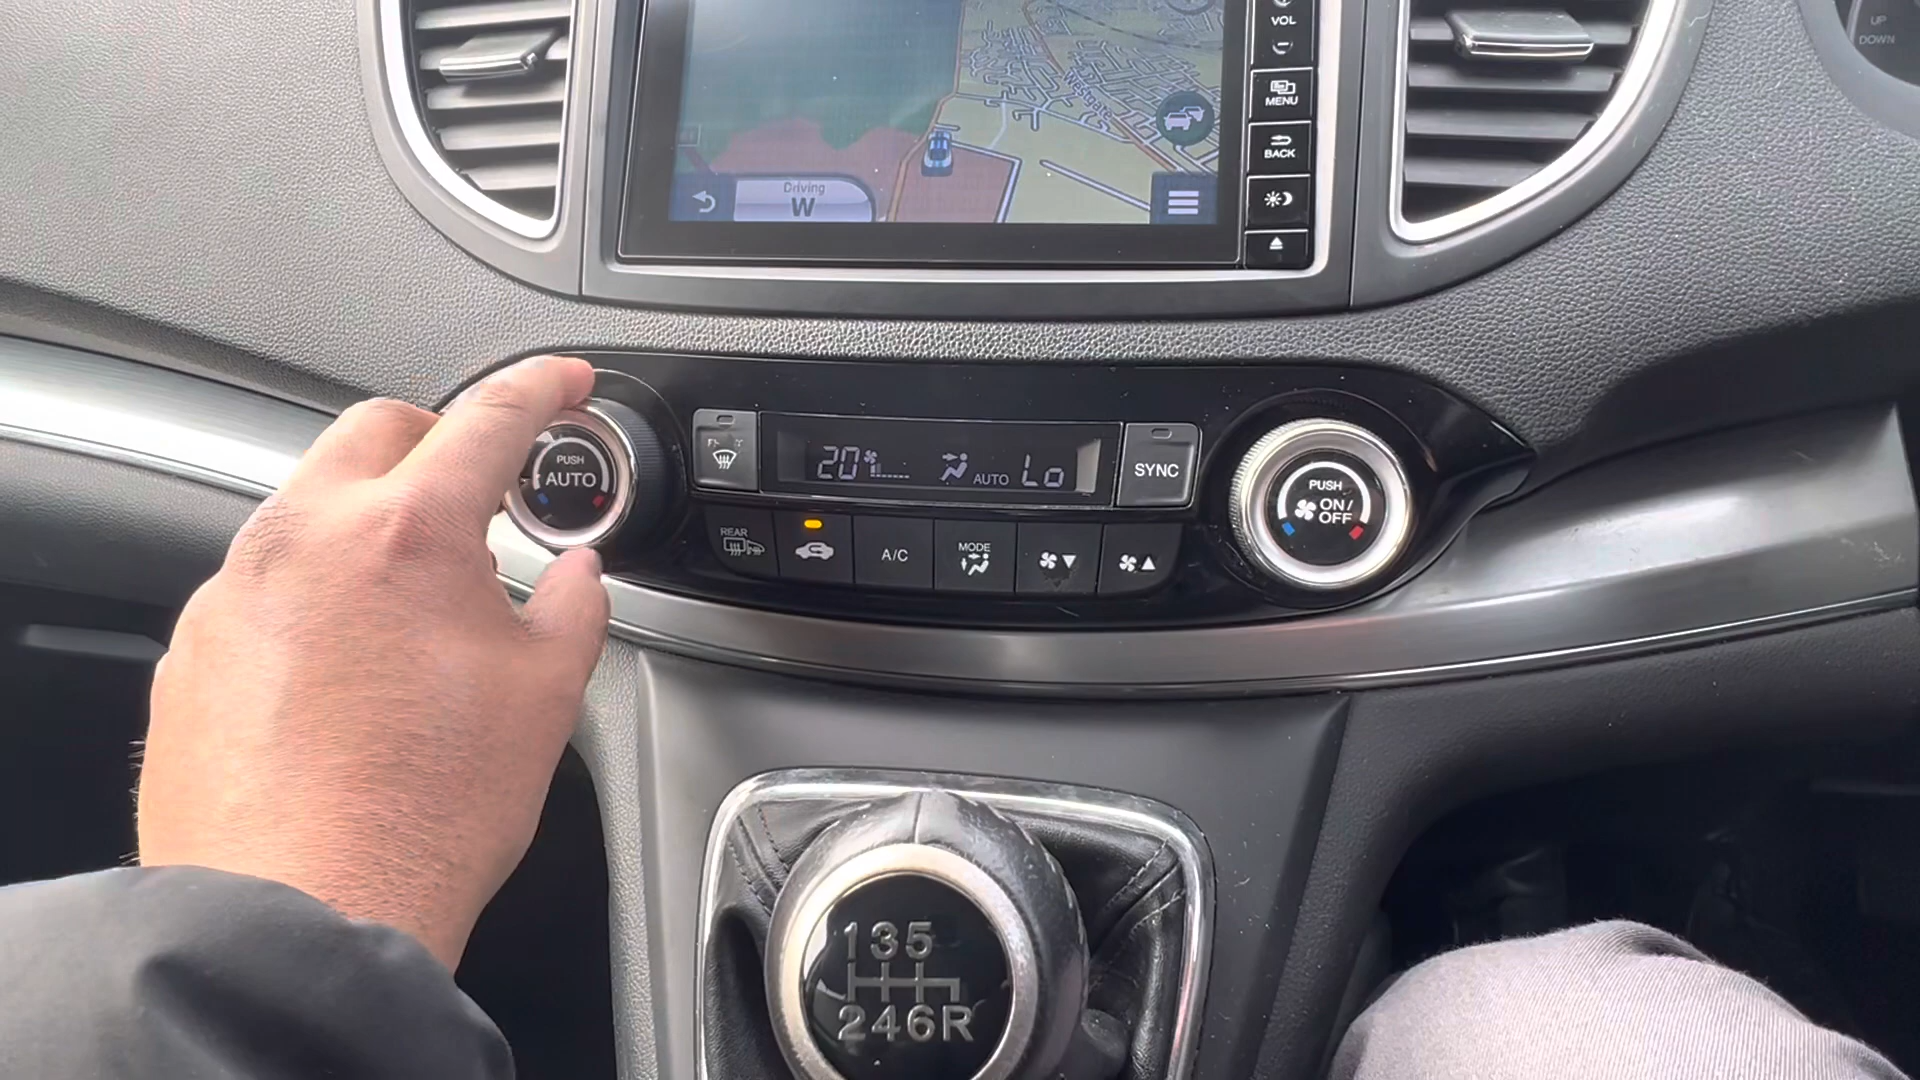 VOL
UP
DOWN
MENU
BACK
Westgate
Driving
W
PUSH
AUTO
20
AUTO
Lo
SYNC
PUSH
ON/
OFF
REAR
A/C
MODE
135
246R